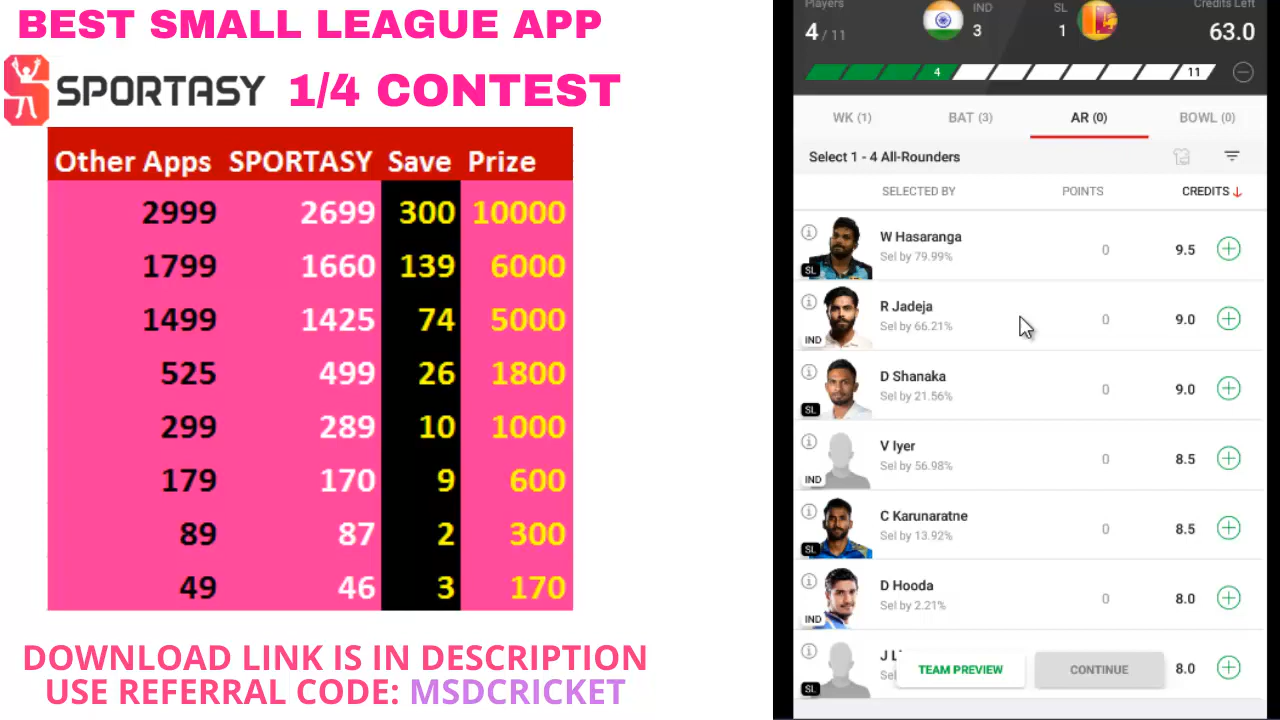 BEST SMALL LEAGUE APP
SPORTASY 1/4 CONTEST
Other Apps SPORTASY Save Prize
2999 2699 300 10000
1799 1660 139 6000
1499 1425 74 5000
525 499 26 1800
299 289 10 1000
179 170 9 600
89 87 2 300
49 46 3 170
DOWNLOAD LINK IS IN DESCRIPTION
USE REFERRAL CODE: MSDCRICKET
Players IND SL Credits Left
4 / 11 3 1 63.0
4 11
WK (1) BAT (3) AR (0) BOWL (0)
Select 1 - 4 All-Rounders
SELECTED BY POINTS CREDITS
W Hasaranga
Sel by 79.99% 0 9.5
SL
R Jadeja
Sel by 66.21% 0 9.0
IND
D Shanaka
Sel by 21.56% 0 9.0
SL
V Iyer
Sel by 56.98% 0 8.5
IND
C Karunaratne
Sel by 13.92% 0 8.5
SL
D Hooda
Sel by 2.21% 0 8.0
IND
J
TEAM PREVIEW CONTINUE 8.0
SL